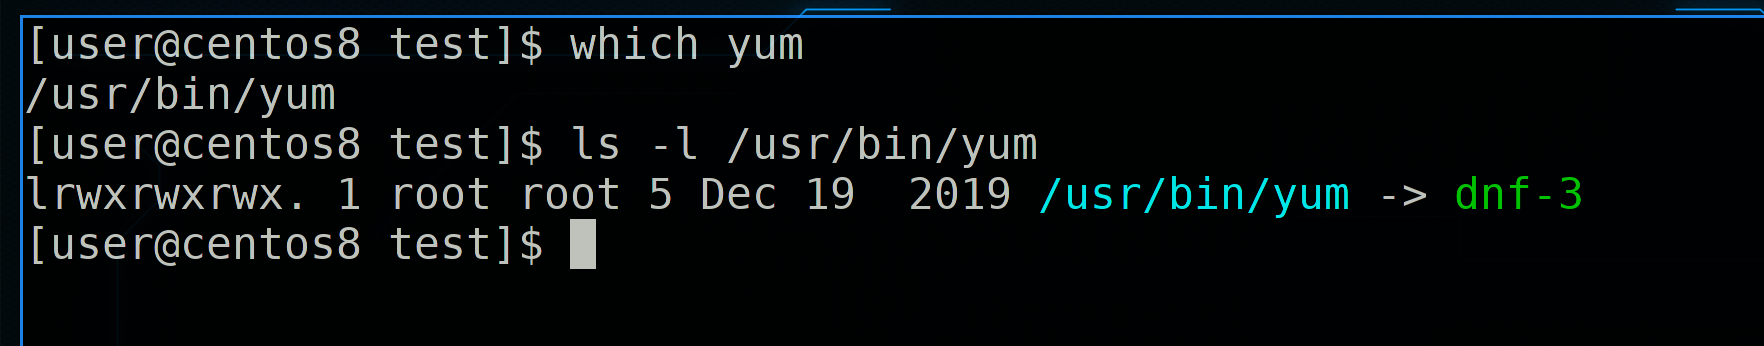 [user@centos8 test]$ which yum
/usr/bin/yum
[user@centos8 test]$ ls -l /usr/bin/yum
lrwxrwxrwx. 1 root root 5 Dec 19  2019 /usr/bin/yum -> dnf-3
[user@centos8 test]$